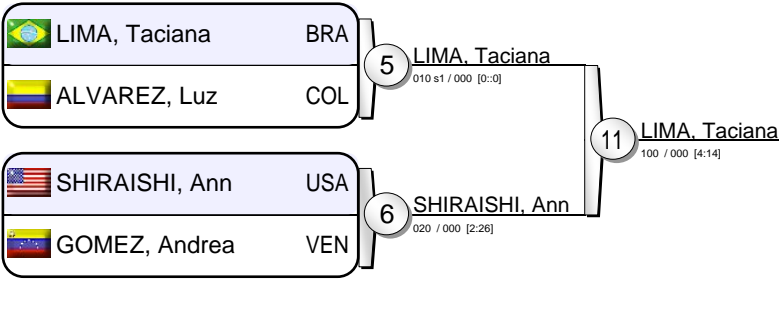 LIMA, Taciana BRA
ALVAREZ, Luz COL
5
LIMA, Taciana
010 s1 / 000 [0::0]
SHIRAISHI, Ann USA
GOMEZ, Andrea VEN
6
SHIRAISHI, Ann
020 / 000 [2:26]
11
LIMA, Taciana
100 / 000 [4:14]